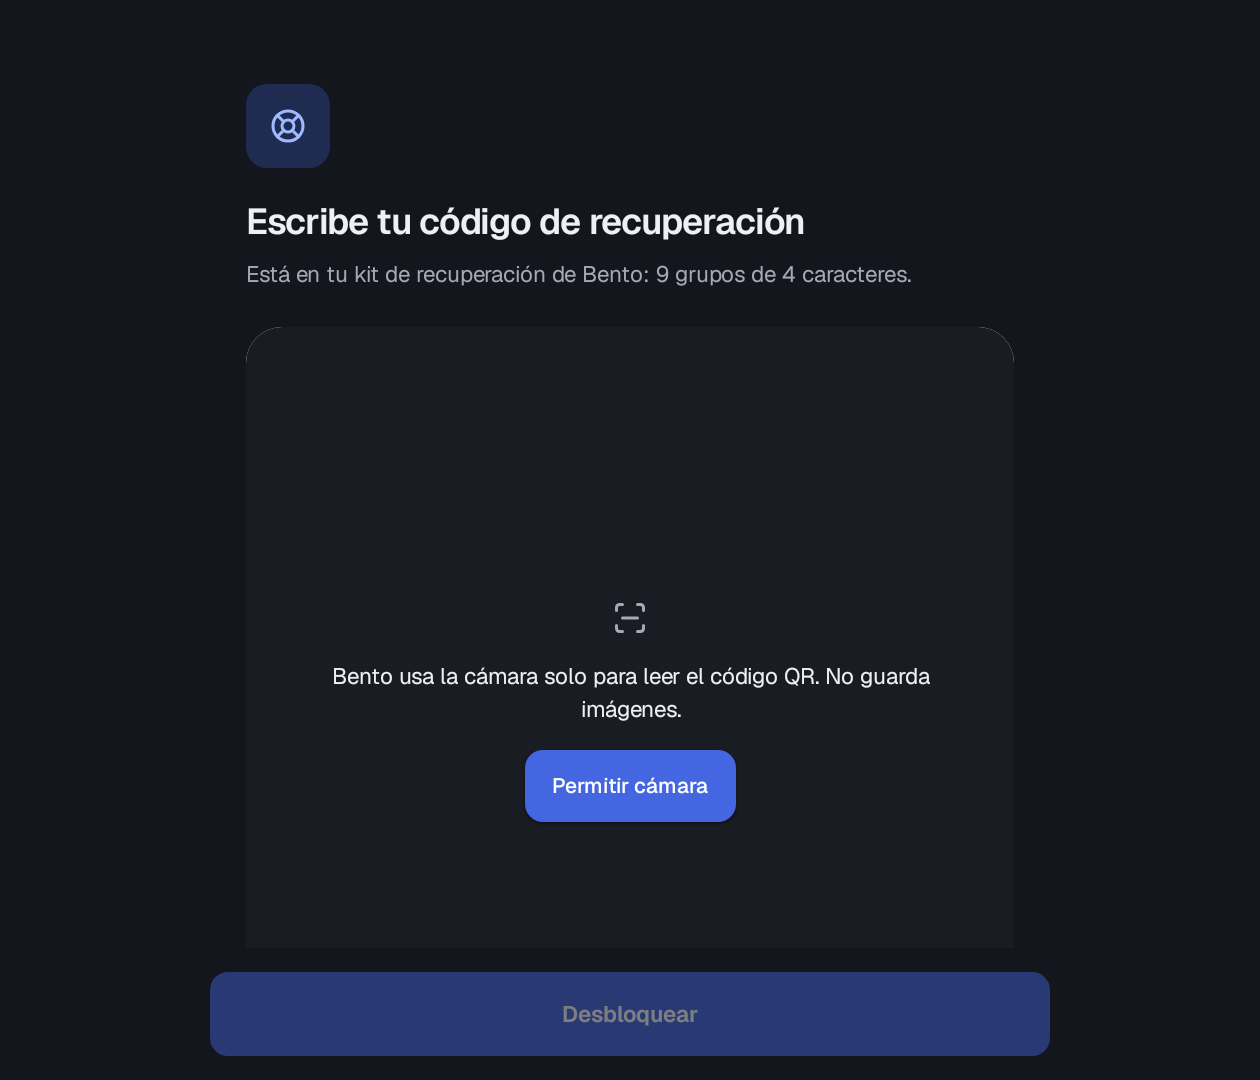 Escribe tu código de recuperación
Está en tu kit de recuperación de Bento: 9 grupos de 4 caracteres.
Bento usa la cámara solo para leer el código QR. No guarda
imágenes.
Permitir cámara
Desbloquear